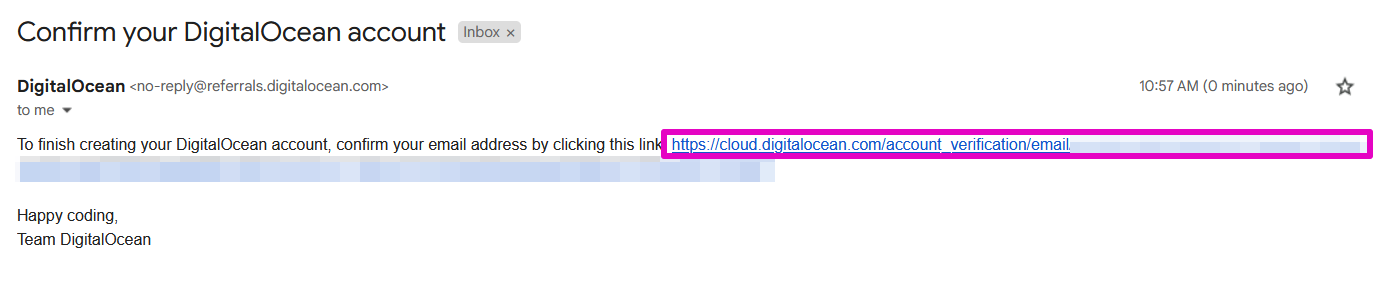 Confirm your DigitalOcean account Inbox ×
DigitalOcean <no-reply@referrals.digitalocean.com> 10:57 AM (0 minutes ago)
to me
To finish creating your DigitalOcean account, confirm your email address by clicking this link https://cloud.digitalocean.com/account_verification/email
Happy coding,
Team DigitalOcean